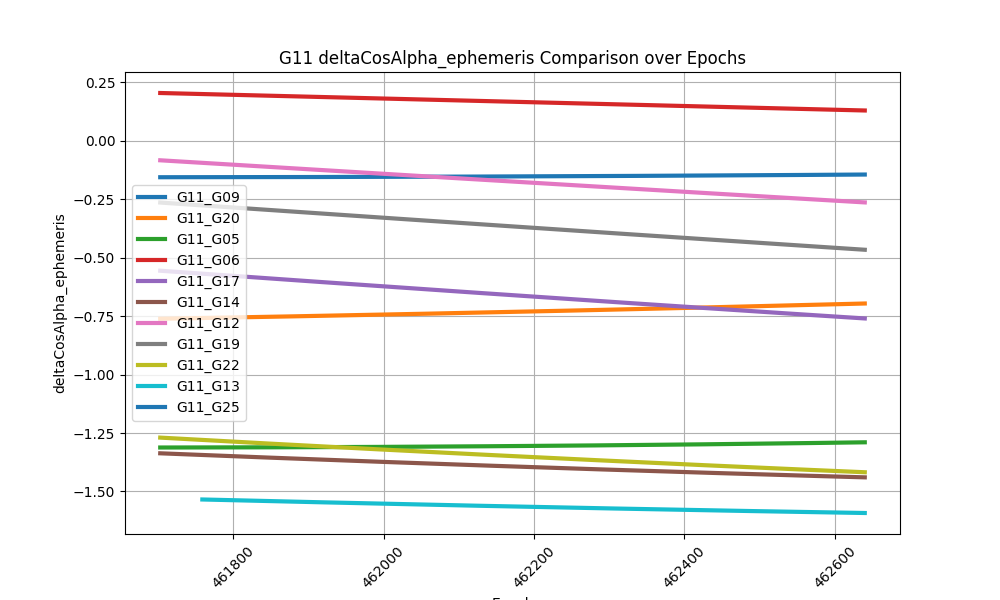 G11 deltaCosAlpha_ephemeris Comparison over Epochs
deltaCosAlpha_ephemeris
0.25
0.00
−0.25
−0.50
−0.75
−1.00
−1.25
−1.50
G11_G09
G11_G20
G11_G05
G11_G06
G11_G17
G11_G14
G11_G12
G11_G19
G11_G22
G11_G13
G11_G25
461800
462000
462200
462400
462600